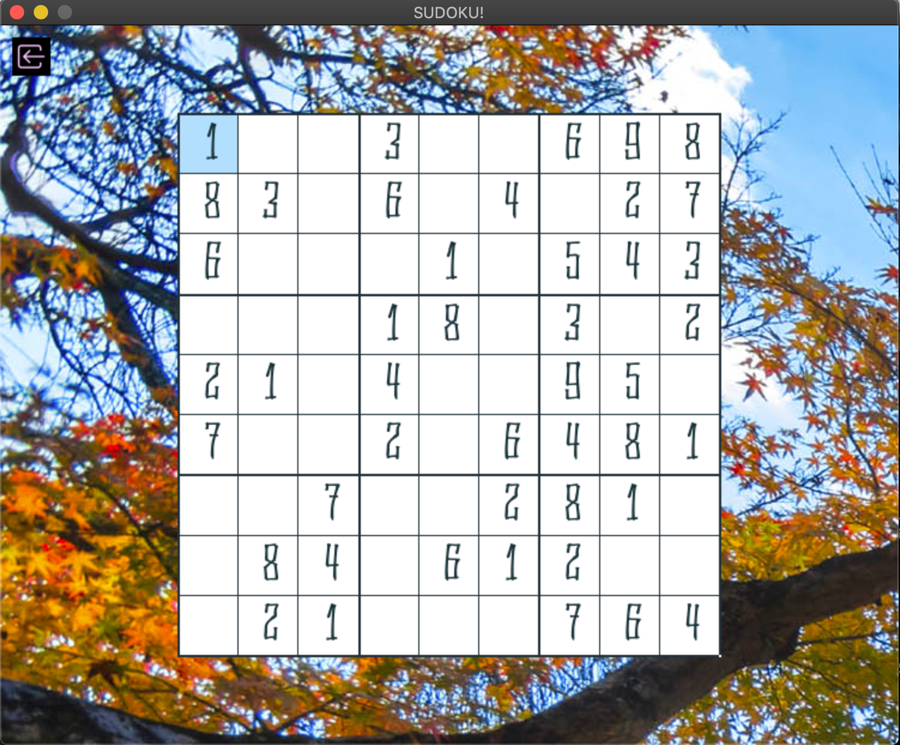 SUDOKU!
1 3 6 9 8
8 3 6 4 2 7
6 1 5 4 3
1 8 3 2
2 1 4 9 5
7 2 6 4 8 1
7 2 8 1
8 4 6 1 2
2 1 7 6 4